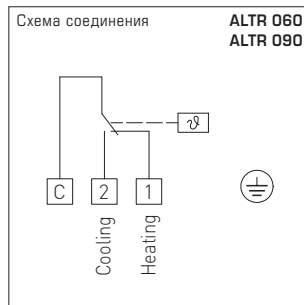 Схема соединения
ALTR 060
ALTR 090
ϑ
C
2
1
Cooling
Heating